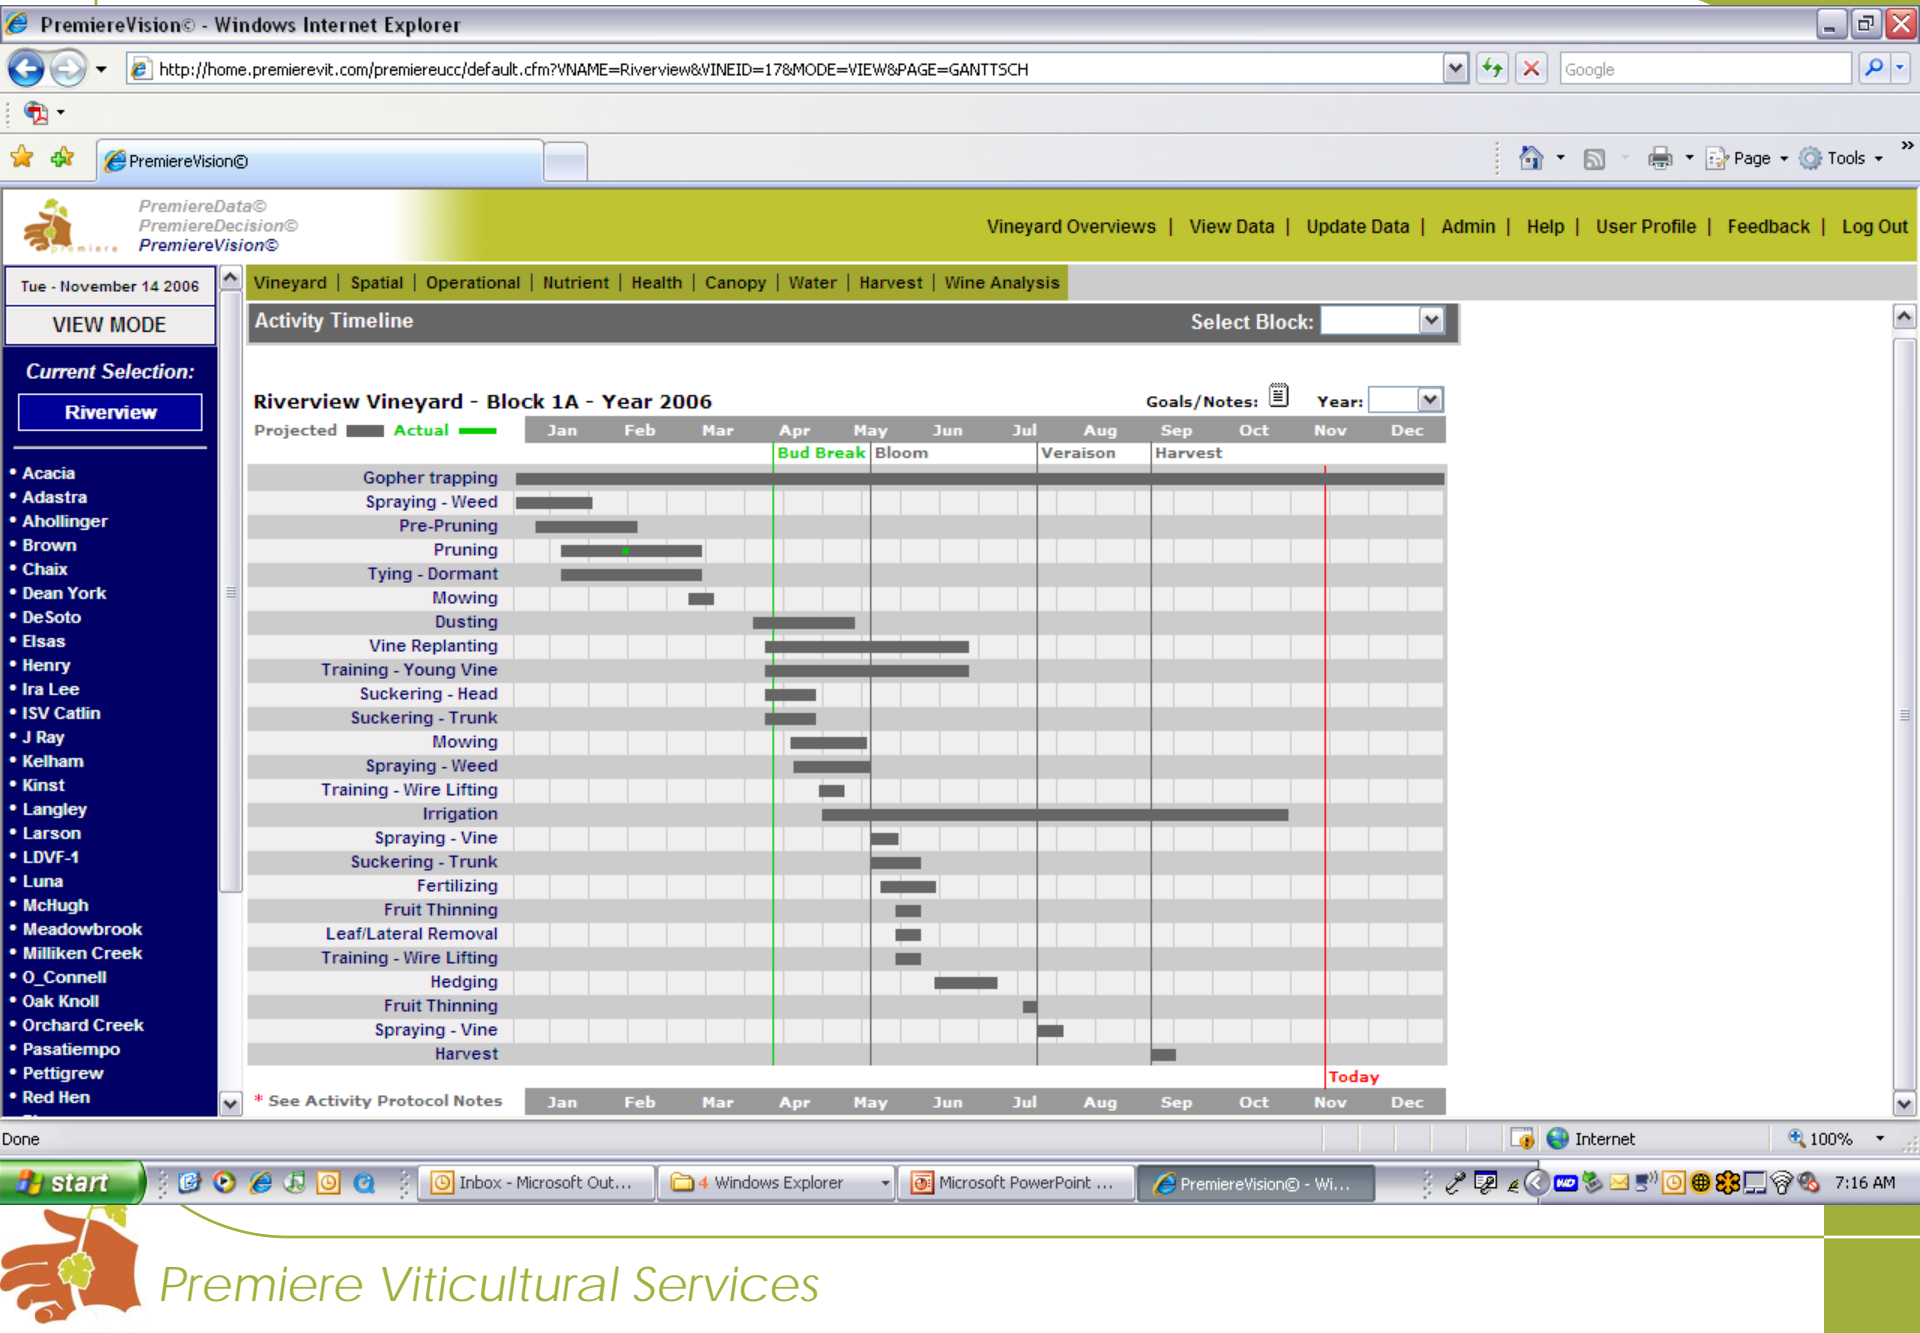 PremiereVision© - Windows Internet Explorer
http://home.premierevit.com/premiereucc/default.cfm?VNAME=Riverview&VINEID=17&MODE=VIEW&PAGE=GANTTSCH
Google
PremiereVision©
Page
Tools
»
PremiereData©
PremiereDecision©
PremiereVision©
premiere
Vineyard Overviews | View Data | Update Data | Admin | Help | User Profile | Feedback | Log Out
Tue - November 14 2006
Vineyard | Spatial | Operational | Nutrient | Health | Canopy | Water | Harvest | Wine Analysis
VIEW MODE
Activity Timeline
Select Block:
Current Selection:
Riverview
• Acacia
• Adastra
• Ahollinger
• Brown
• Chaix
• Dean York
• DeSoto
• Elsas
• Henry
• Ira Lee
• ISV Catlin
• J Ray
• Kelham
• Kinst
• Langley
• Larson
• LDVF-1
• Luna
• McHugh
• Meadowbrook
• Milliken Creek
• O_Connell
• Oak Knoll
• Orchard Creek
• Pasatiempo
• Pettigrew
• Red Hen
Riverview Vineyard - Block 1A - Year 2006
Goals/Notes:
Year:
Projected Actual Jan Feb Mar Apr May Jun Jul Aug Sep Oct Nov Dec
Bud Break Bloom Veraison Harvest
Gopher trapping
Spraying - Weed
Pre-Pruning
Pruning
Tying - Dormant
Mowing
Dusting
Vine Replanting
Training - Young Vine
Suckering - Head
Suckering - Trunk
Mowing
Spraying - Weed
Training - Wire Lifting
Irrigation
Spraying - Vine
Suckering - Trunk
Fertilizing
Fruit Thinning
Leaf/Lateral Removal
Training - Wire Lifting
Hedging
Fruit Thinning
Spraying - Vine
Harvest
Today
* See Activity Protocol Notes Jan Feb Mar Apr May Jun Jul Aug Sep Oct Nov Dec
Done
Internet
100%
start
Inbox - Microsoft Out...
4 Windows Explorer
Microsoft PowerPoint ...
PremiereVision© - Wi...
7:16 AM
Premiere Viticultural Services